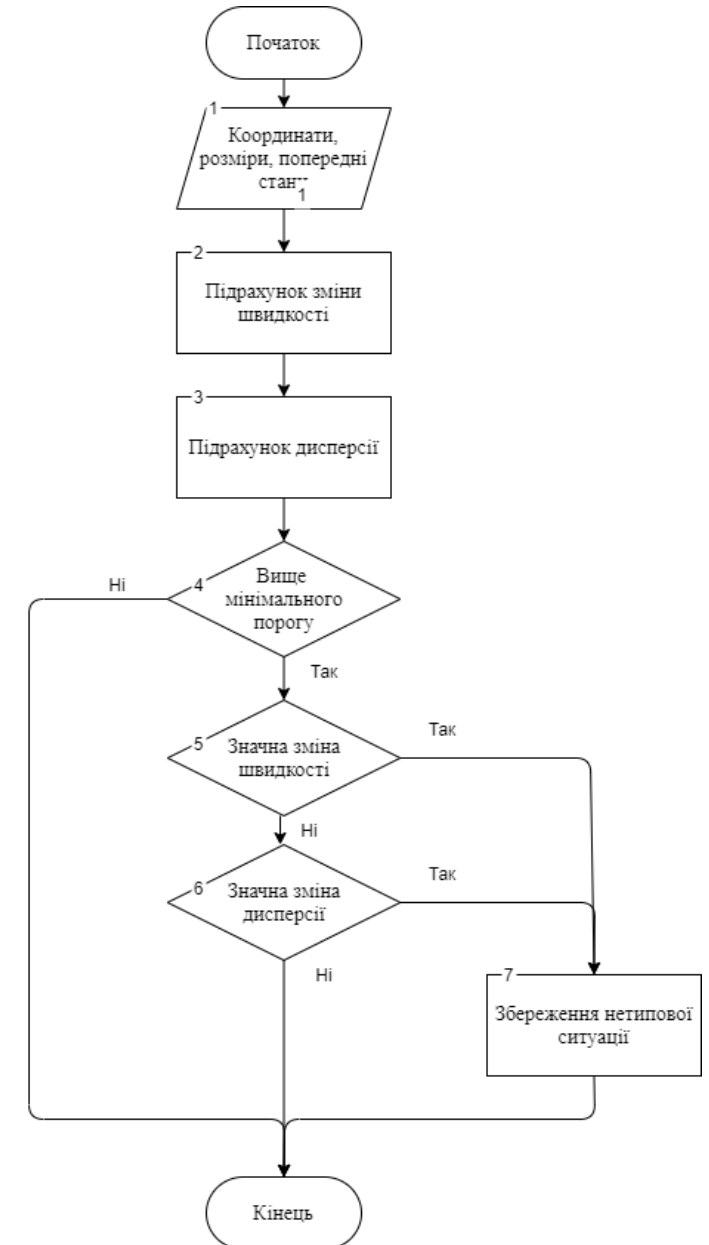 Початок
1
Координати,
розміри, попередні
1
2
Підрахунок зміни
швидкості
3
Підрахунок дисперсії
Ні
4
Вище
мінімального
порогу
Так
5
Значна зміна
швидкості
Так
Ні
6
Значна зміна
дисперсії
Так
Ні
7
Збереження нетипової
ситуації
Кінець